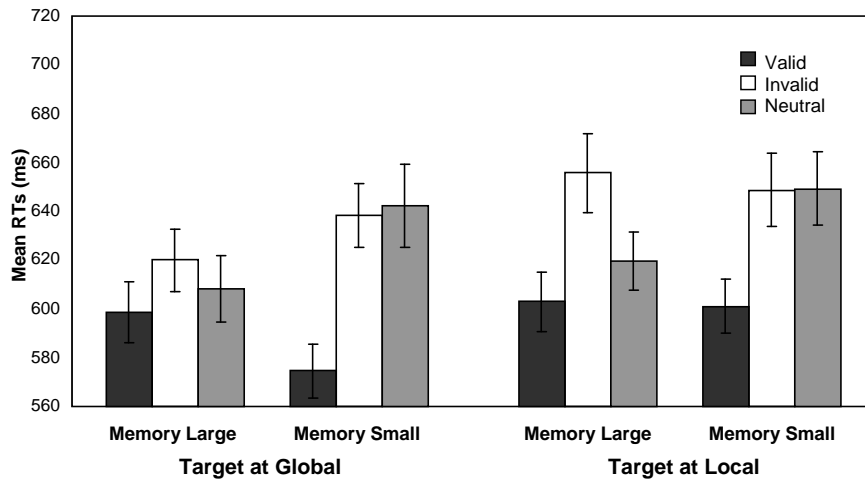 720
700
680
660
640
620
600
580
560
Mean RTs (ms)
Valid
Invalid
Neutral
Memory Large Memory Small Memory Large Memory Small
Target at Global Target at Local